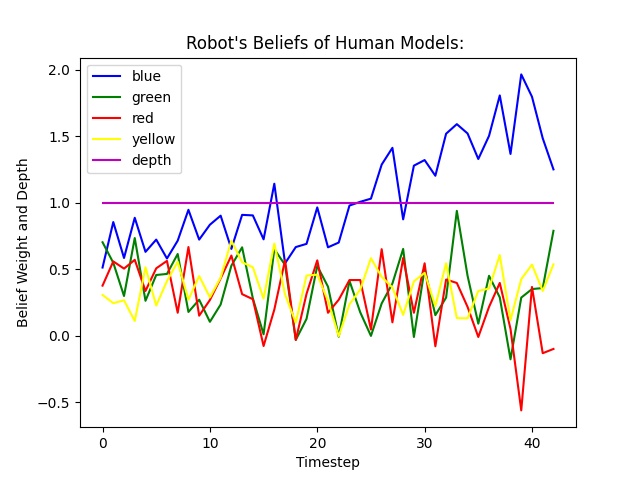 Robot's Beliefs of Human Models:
blue
green
red
yellow
depth
2.0
1.5
1.0
0.5
0.0
−0.5
Belief Weight and Depth
0 10 20 30 40
Timestep